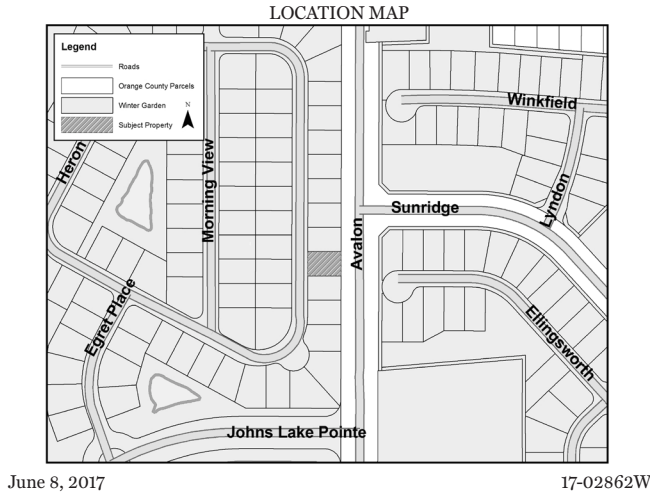 LOCATION MAP
Legend
Roads
Orange County Parcels
Winter Garden
N
Subject Property
Winkfield
Heron
Morning View
Lyndon
Sunridge
Avalon
Egret Place
Ellingsworth
Johns Lake Pointe
June 8, 2017
17-02862W